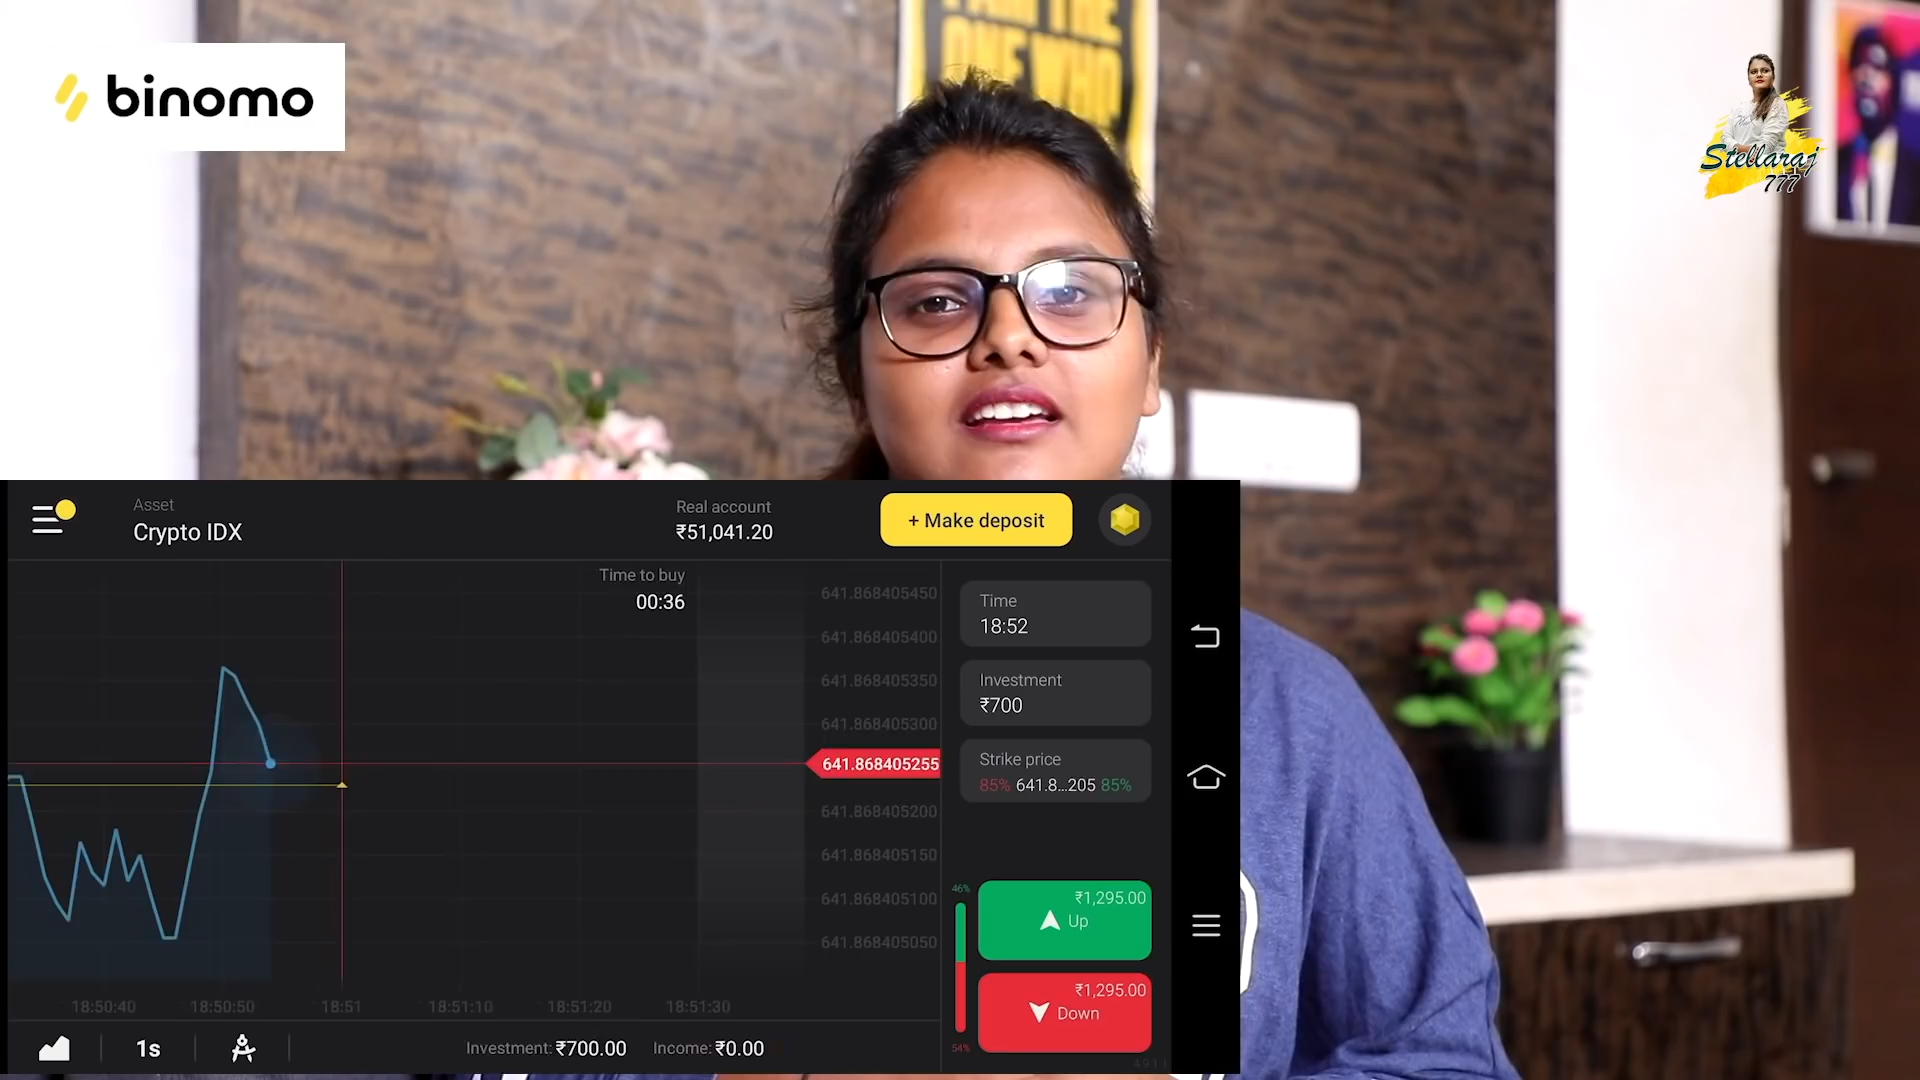 I AM THE
ONE WHO
binomo
Stellaraj
777
Asset
Crypto IDX
Real account
₹51,041.20
+ Make deposit
Time to buy
00:36
641.868405450
641.868405400
641.868405350
641.868405300
641.868405255
641.868405200
641.868405150
641.868405100
641.868405050
Time
18:52
Investment
₹700
Strike price
85% 641.8...205 85%
46%
₹1,295.00
Up
₹1,295.00
Down
54%
18:50:40
18:50:50
18:51
18:51:10
18:51:20
18:51:30
1s
Investment: ₹700.00
Income: ₹0.00